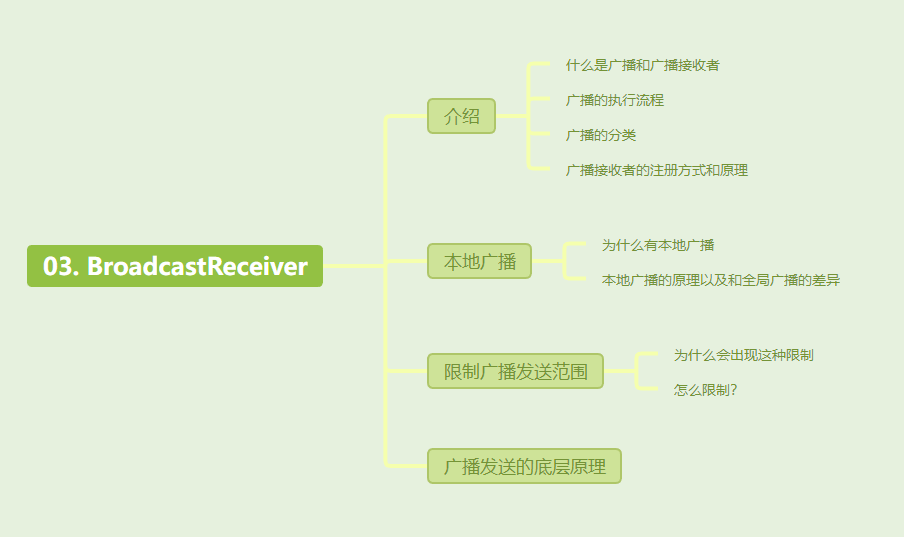 03. BroadcastReceiver
介绍
什么是广播和广播接收者
广播的执行流程
广播的分类
广播接收者的注册方式和原理
本地广播
为什么有本地广播
本地广播的原理以及和全局广播的差异
限制广播发送范围
为什么会出现这种限制
怎么限制?
广播发送的底层原理